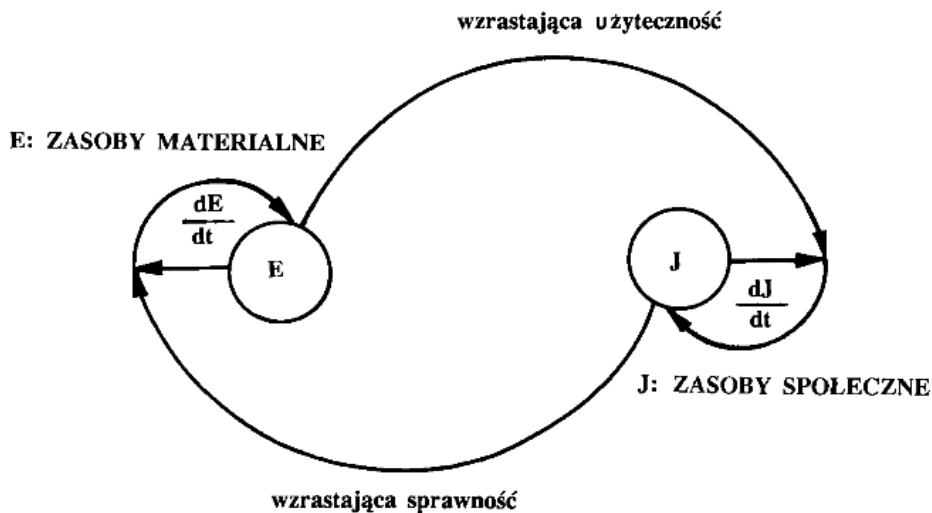 wzrastająca użyteczność
E: ZASOBY MATERIALNE
dE
dt
E
J
dJ
dt
J: ZASOBY SPOŁECZNE
wzrastająca sprawność